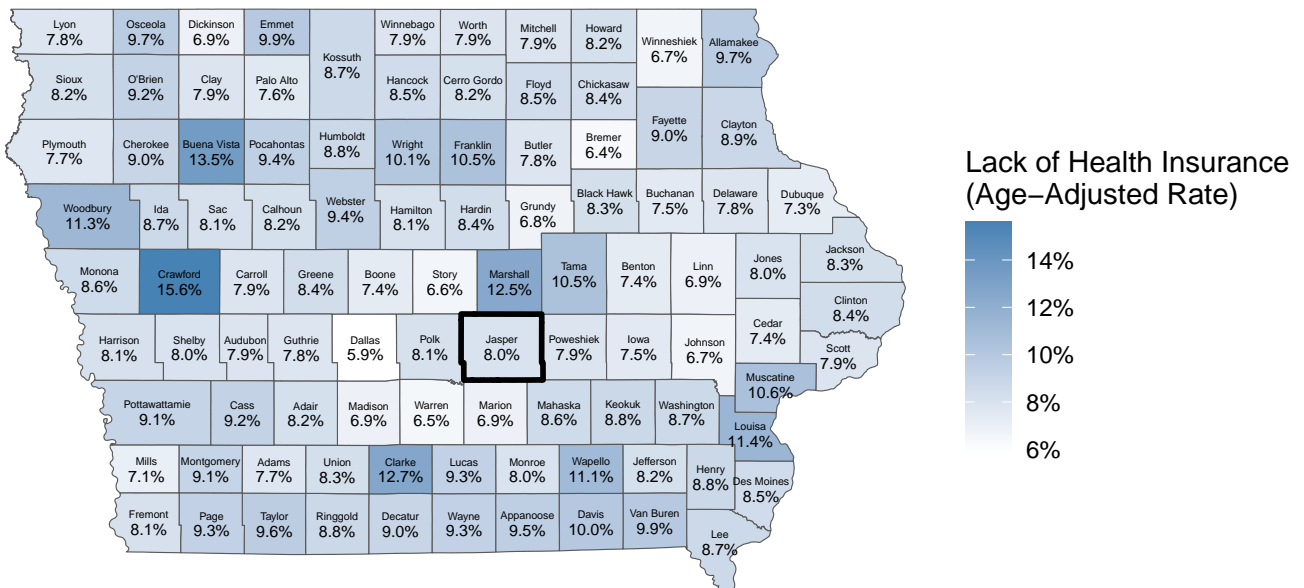 Lyon Osceola Dickinson Emmet Winnebago Worth Mitchell Howard
7.8% 9.7% 6.9% 9.9% 7.9% 7.9% 7.9% 8.2%
Kossuth Winneshiek Allamakee
8.7% 6.7% 9.7%
Sioux O'Brien Clay Palo Alto Hancock Cerro Gordo Floyd Chickasaw
8.2% 9.2% 7.9% 7.6% 8.5% 8.2% 8.5% 8.4%
Fayette Clayton
9.0% 8.9%
Plymouth Cherokee Buena Vista Pocahontas Humboldt Wright Franklin Butler Bremer
7.7% 9.0% 13.5% 9.4% 8.8% 10.1% 10.5% 7.8% 6.4%
Lack of Health Insurance
(Age–Adjusted Rate)
Woodbury Ida Sac Calhoun Webster Hamilton Hardin Grundy Black Hawk Buchanan Delaware Dubuque
11.3% 8.7% 8.1% 8.2% 9.4% 8.1% 8.4% 6.8% 8.3% 7.5% 7.8% 7.3%
Monona Crawford Carroll Greene Boone Story Marshall Tama Benton Linn Jones Jackson
8.6% 15.6% 7.9% 8.4% 7.4% 6.6% 12.5% 10.5% 7.4% 6.9% 8.0% 8.3%
14%
Clinton
8.4%
12%
Harrison Shelby Audubon Guthrie Dallas Polk Jasper Poweshiek Iowa Johnson Cedar Scott
8.1% 8.0% 7.9% 7.8% 5.9% 8.1% 8.0% 7.9% 7.5% 6.7% 7.4% 7.9%
10%
Muscatine
10.6%
8%
Pottawattamie Cass Adair Madison Warren Marion Mahaska Keokuk Washington Louisa
9.1% 9.2% 8.2% 6.9% 6.5% 6.9% 8.6% 8.8% 8.7% 11.4%
6%
Mills Montgomery Adams Union Clarke Lucas Monroe Wapello Jefferson Henry Des Moines
7.1% 9.1% 7.7% 8.3% 12.7% 9.3% 8.0% 11.1% 8.2% 8.8% 8.5%
Fremont Page Taylor Ringgold Decatur Wayne Appanoose Davis Van Buren Lee
8.1% 9.3% 9.6% 8.8% 9.0% 9.3% 9.5% 10.0% 9.9% 8.7%